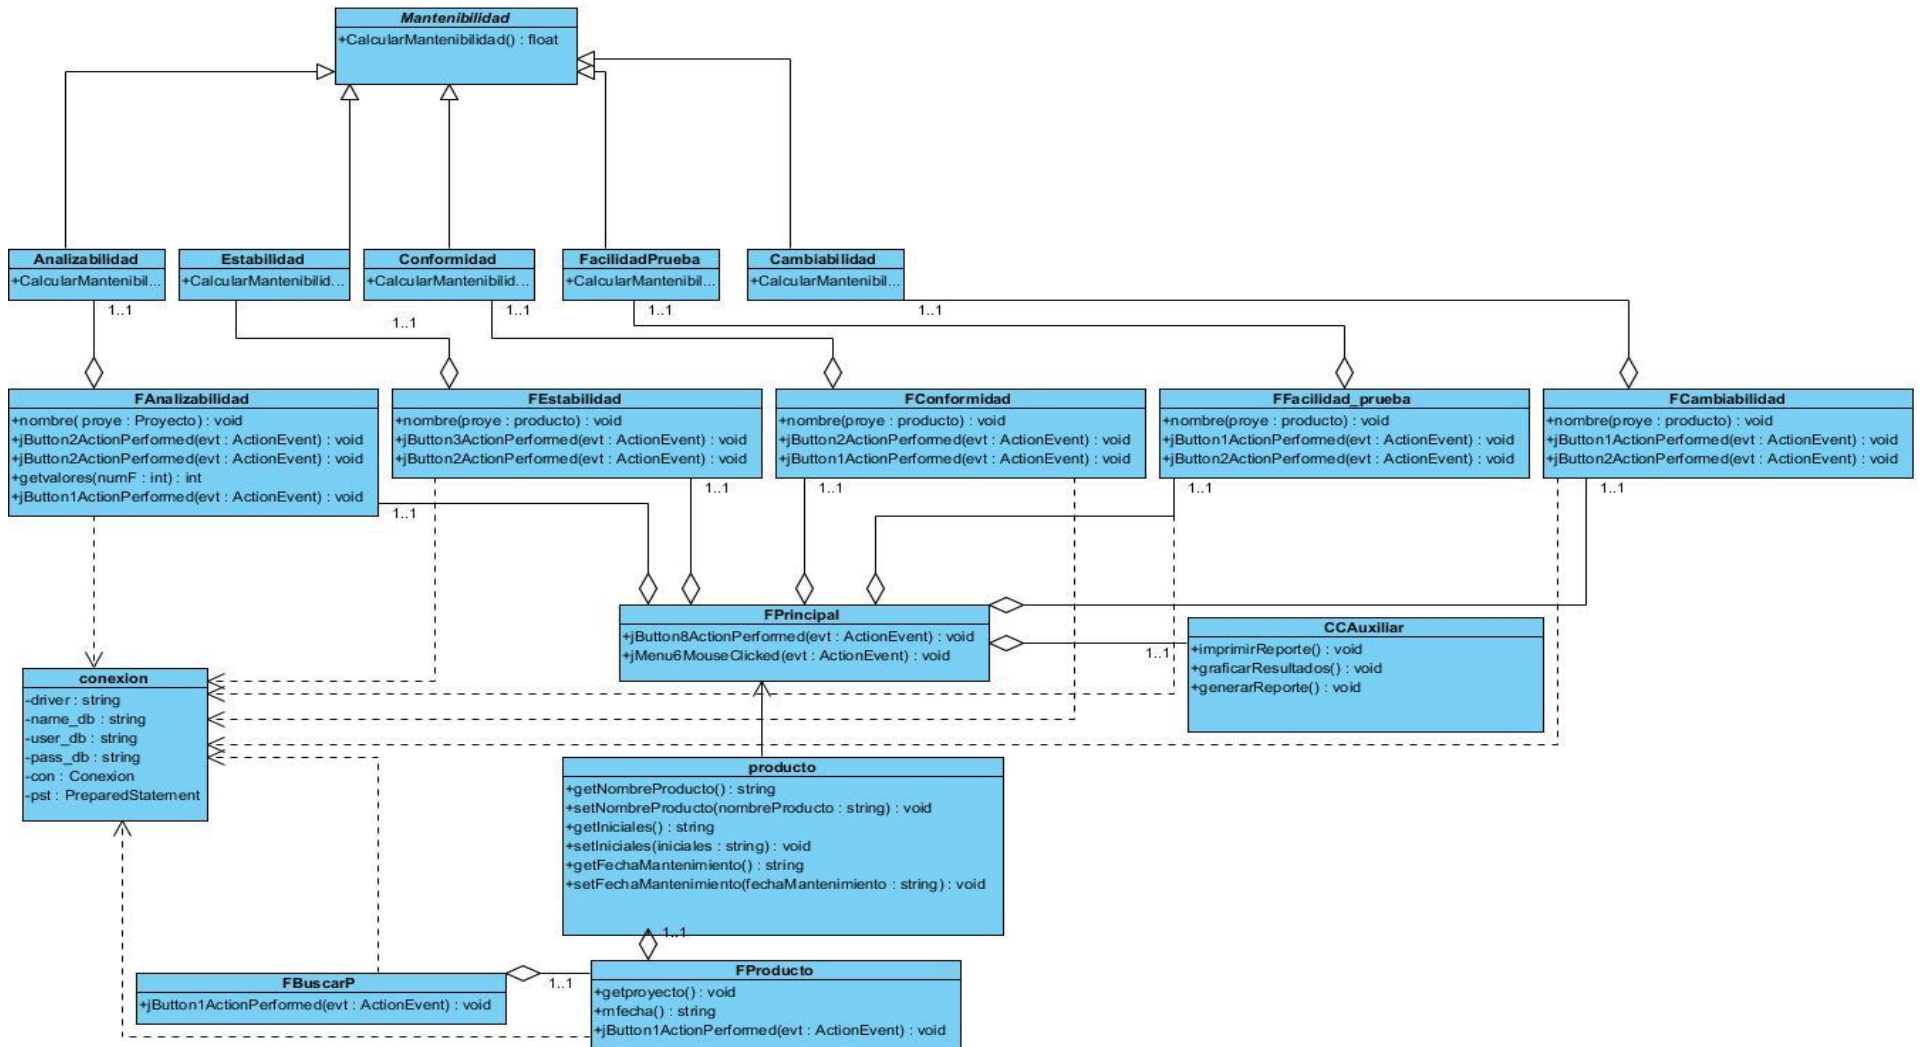 Mantenibilidad
+CalcularMantenibilidad() : float
Analizabilidad
+CalcularMantenibil...
Estabilidad
+CalcularMantenibilid...
Conformidad
+CalcularMantenibilid...
FacilidadPrueba
+CalcularMantenibil...
Cambiabilidad
+CalcularMantenibil...
1..1
1..1
1..1
1..1
1..1
FAnalizabilidad
+nombre( proye : Proyecto) : void
+jButton2ActionPerformed(evt : ActionEvent) : void
+jButton2ActionPerformed(evt : ActionEvent) : void
+getvalores(numF : int) : int
+jButton1ActionPerformed(evt : ActionEvent) : void
FEstabilidad
+nombre(proye : producto) : void
+jButton3ActionPerformed(evt : ActionEvent) : void
+jButton2ActionPerformed(evt : ActionEvent) : void
FConformidad
+nombre(proye : producto) : void
+jButton2ActionPerformed(evt : ActionEvent) : void
+jButton1ActionPerformed(evt : ActionEvent) : void
FFacilidad_prueba
+nombre(proye : producto) : void
+jButton1ActionPerformed(evt : ActionEvent) : void
+jButton2ActionPerformed(evt : ActionEvent) : void
FCambiabilidad
+nombre(proye : producto) : void
+jButton1ActionPerformed(evt : ActionEvent) : void
+jButton2ActionPerformed(evt : ActionEvent) : void
1..1
1..1
1..1
1..1
1..1
FPrincipal
+jButton8ActionPerformed(evt : ActionEvent) : void
+jMenu6MouseClicked(evt : ActionEvent) : void
1..1
CCAuxiliar
+imprimirReporte() : void
+graficarResultados() : void
+generarReporte() : void
conexion
-driver : string
-name_db : string
-user_db : string
-pass_db : string
-con : Conexion
-pst : PreparedStatement
producto
+getNombreProducto() : string
+setNombreProducto(nombreProducto : string) : void
+getIniciales() : string
+setIniciales(iniciales : string) : void
+getFechaMantenimiento() : string
+setFechaMantenimiento(fechaMantenimiento : string) : void
1..1
FBuscarP
+jButton1ActionPerformed(evt : ActionEvent) : void
1..1
FProducto
+getproyecto() : void
+mfecha() : string
+jButton1ActionPerformed(evt : ActionEvent) : void